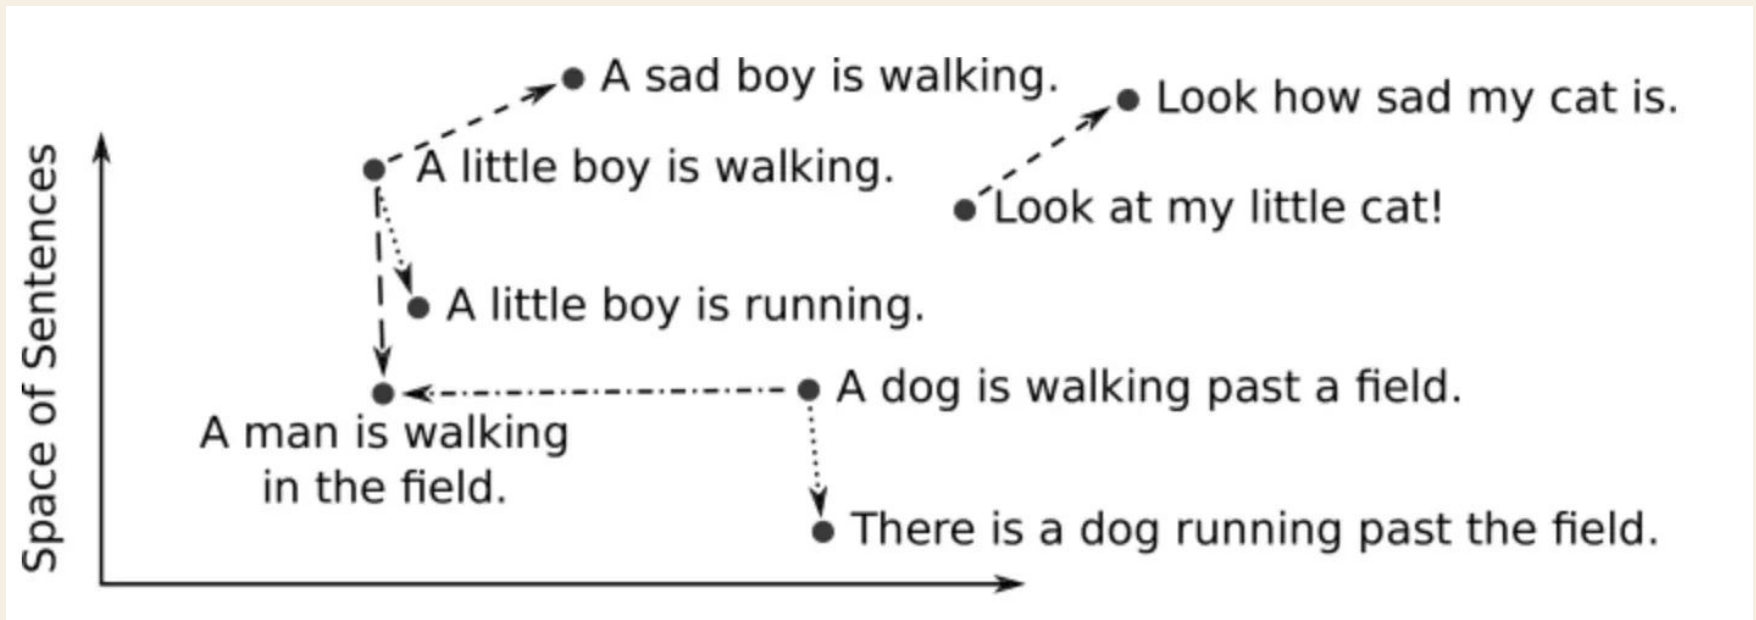 Space of Sentences
A sad boy is walking.
Look how sad my cat is.
A little boy is walking.
Look at my little cat!
A little boy is running.
A dog is walking past a field.
A man is walking
in the field.
There is a dog running past the field.